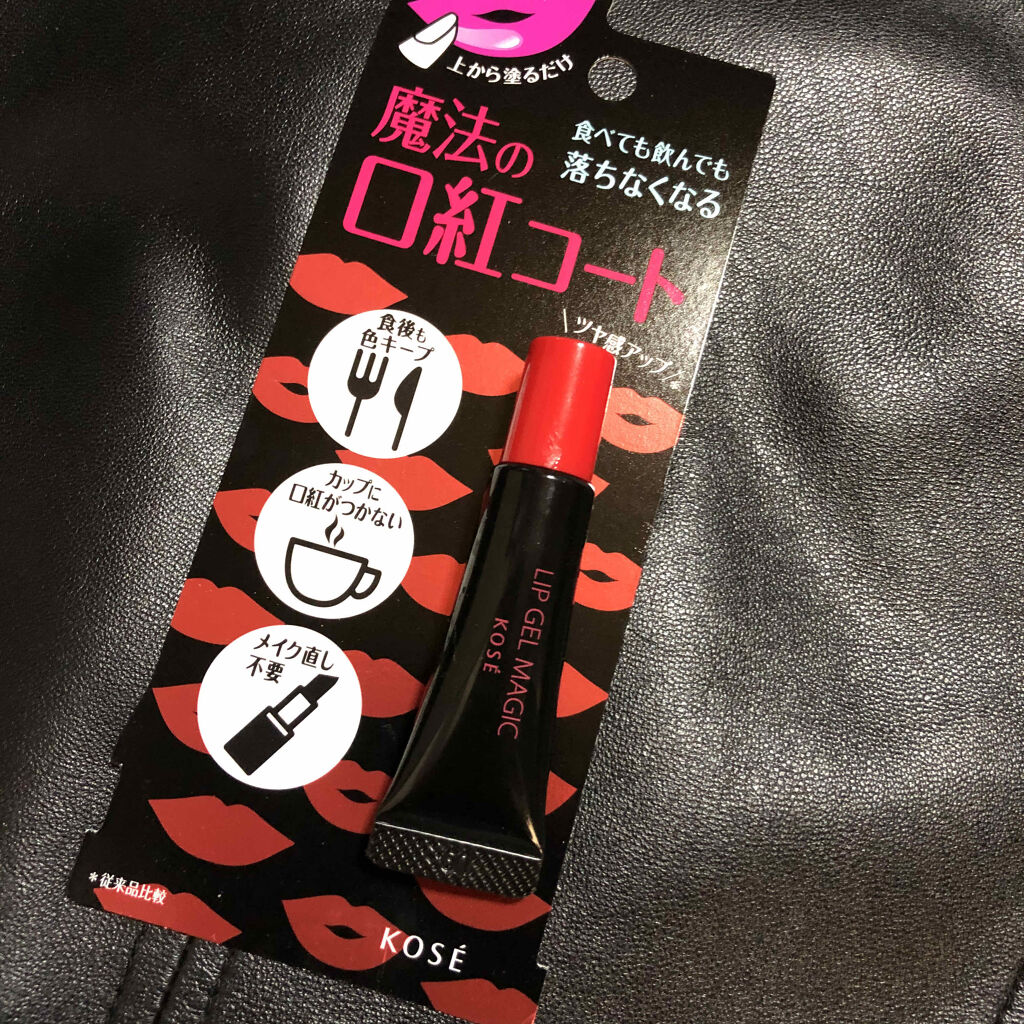 上から塗るだけ
魔法の
口紅コート
食べても飲んでも
落ちなくなる
ツヤ感アップ*
食後も
色キープ
カップに
口紅がつかない
メイク直し
不要
LIP GEL MAGIC
KOSÉ
*従来品比較
KOSÉ